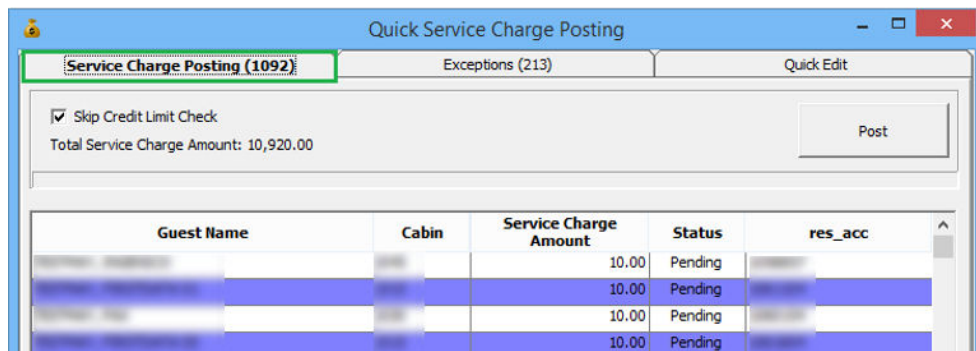 Quick Service Charge Posting
Service Charge Posting (1092) Exceptions (213) Quick Edit
Skip Credit Limit Check
Total Service Charge Amount: 10,920.00
Post
Guest Name Cabin Service Charge Amount Status res_acc
10.00 Pending
10.00 Pending
10.00 Pending
10.00 Pending